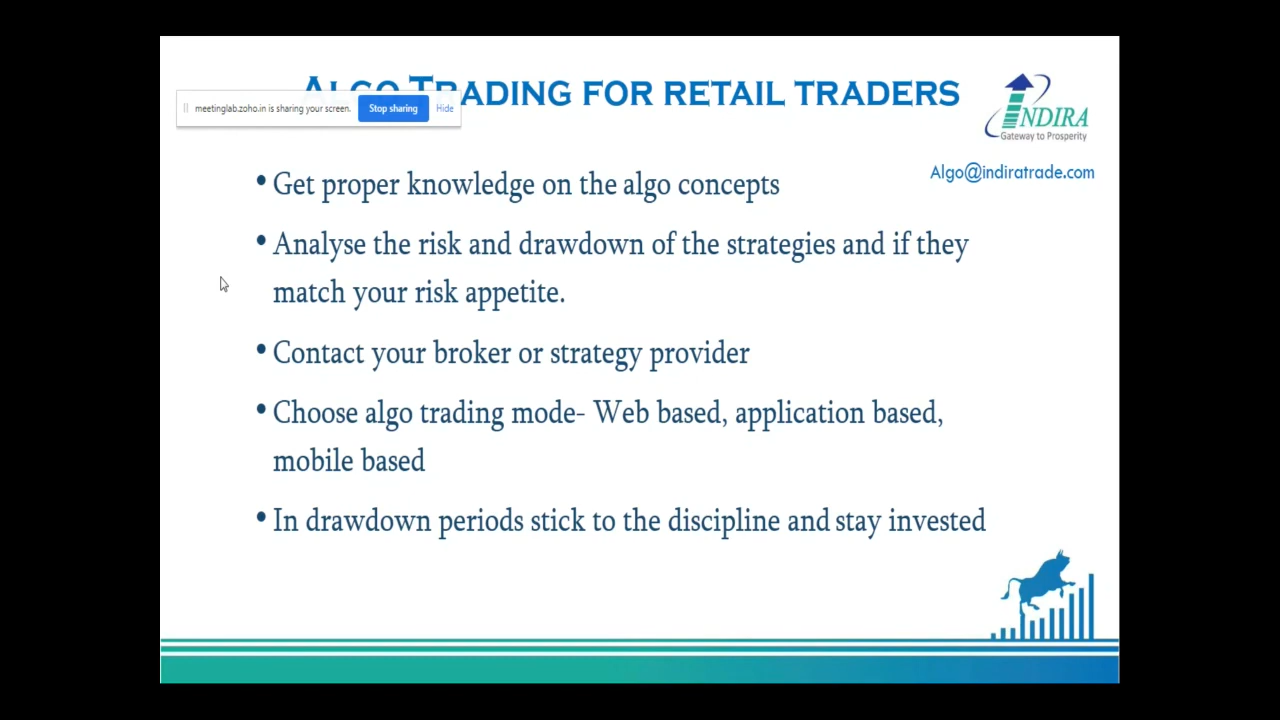 ALGO TRADING FOR RETAIL TRADERS
meetinglab.zoho.in is sharing your screen. Stop sharing Hide
INDIRA
Gateway to Prosperity
Algo@indiratrade.com
• Get proper knowledge on the algo concepts
• Analyse the risk and drawdown of the strategies and if they
match your risk appetite.
• Contact your broker or strategy provider
• Choose algo trading mode- Web based, application based,
mobile based
• In drawdown periods stick to the discipline and stay invested